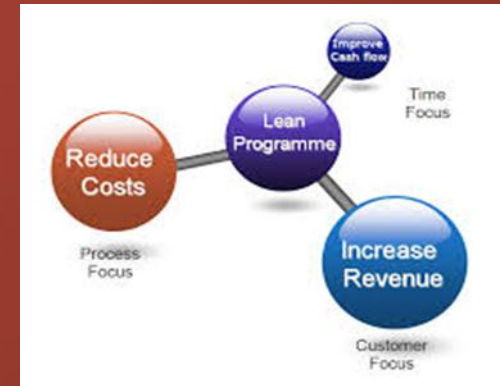 Improve
Cash flow
Time
Focus
Lean
Programme
Reduce
Costs
Process
Focus
Increase
Revenue
Customer
Focus